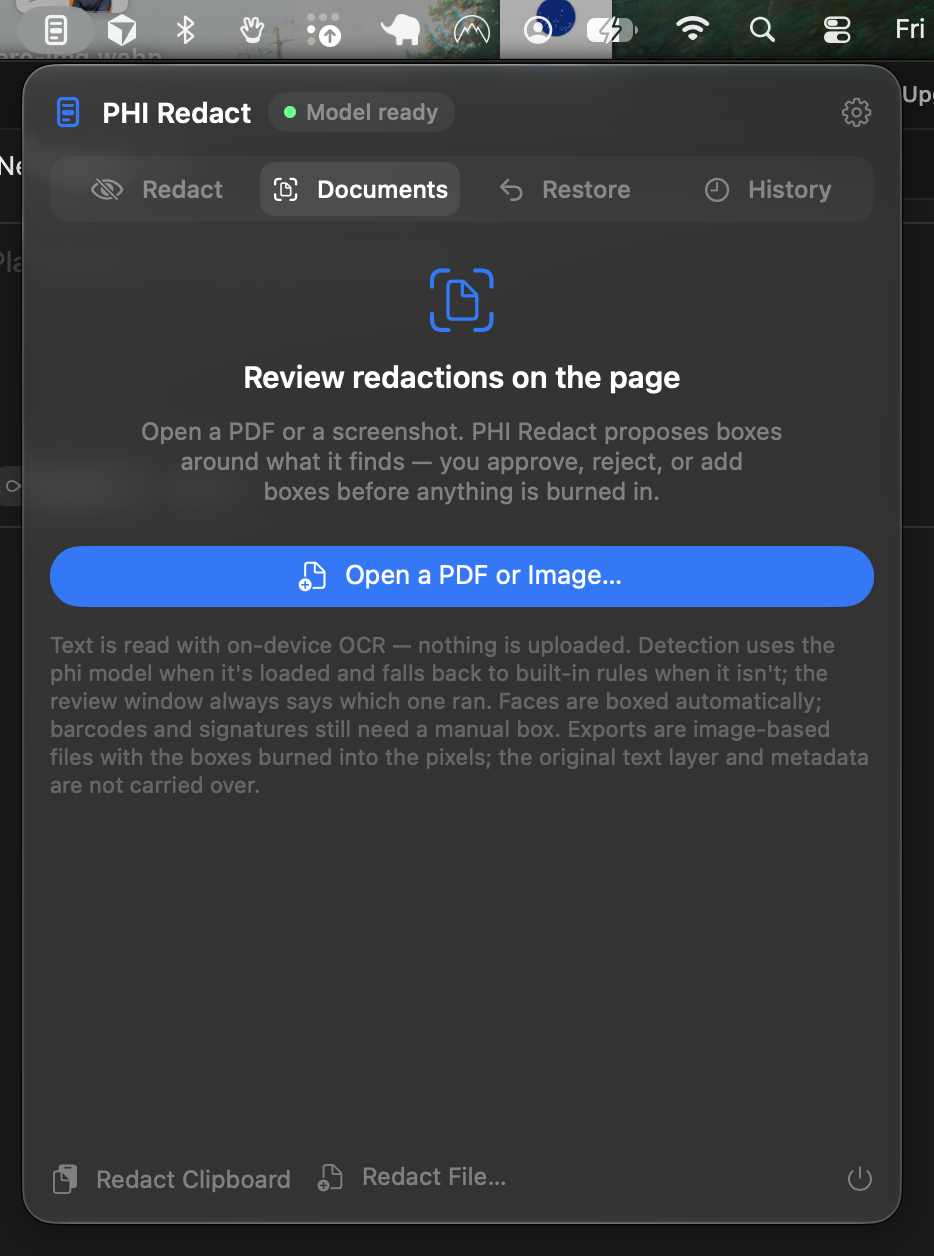 Fri
Upg
PHI Redact
Model ready
Ne
Redact
Documents
Restore
History
Pla
Review redactions on the page
Open a PDF or a screenshot. PHI Redact proposes boxes
around what it finds — you approve, reject, or add
boxes before anything is burned in.
Open a PDF or Image...
Text is read with on-device OCR — nothing is uploaded. Detection uses the
phi model when it's loaded and falls back to built-in rules when it isn't; the
review window always says which one ran. Faces are boxed automatically;
barcodes and signatures still need a manual box. Exports are image-based
files with the boxes burned into the pixels; the original text layer and metadata
are not carried over.
Redact Clipboard
Redact File...